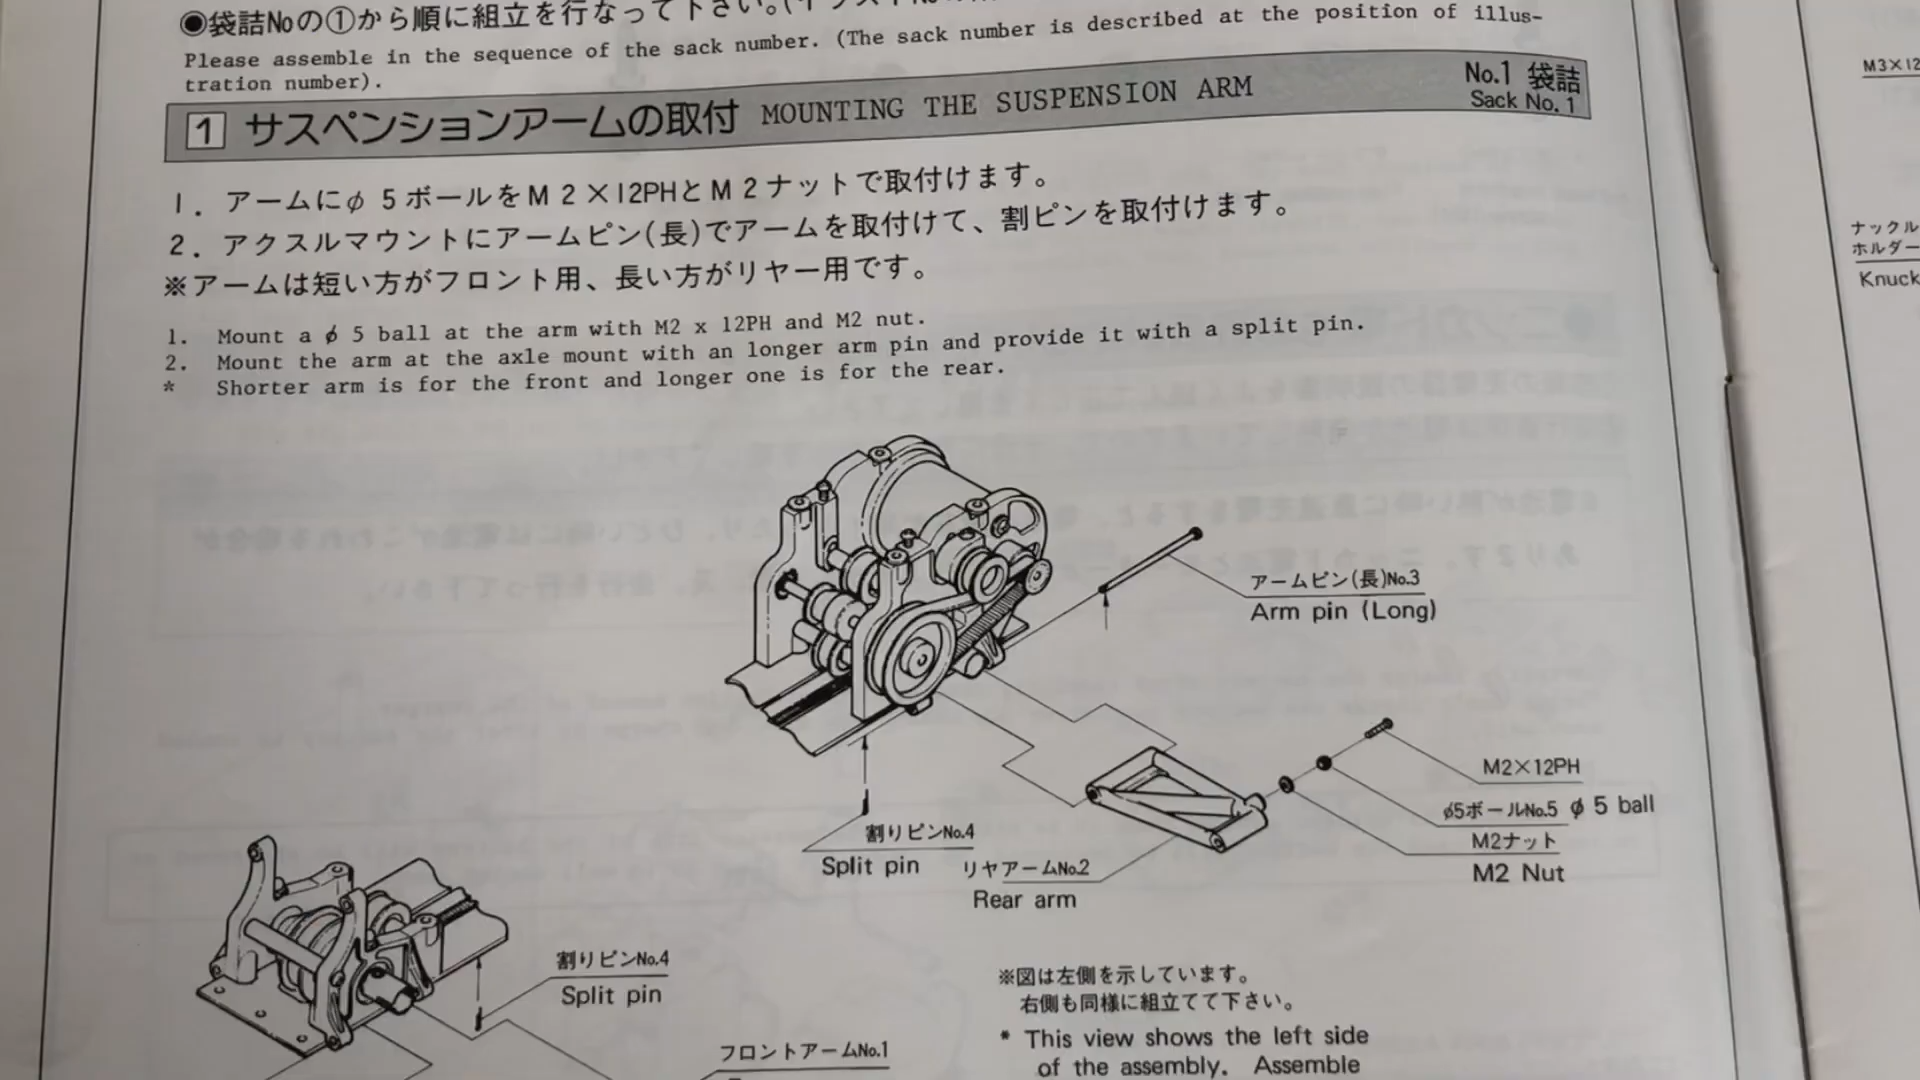 ◉袋詰Noの①から順に組立を行なって下さい。
Please assemble in the sequence of the sack number. (The sack number is described at the position of illus-
tration number).
1 サスペンションアームの取付 MOUNTING THE SUSPENSION ARM
No.1 袋詰
Sack No. 1
1. アームにφ 5ボールをM 2×12PHとM 2ナットで取付けます。
2. アクスルマウントにアームピン(長)でアームを取付けて、割ピンを取付けます。
※アームは短い方がフロント用、長い方がリヤー用です。
1. Mount a φ 5 ball at the arm with M2 x 12PH and M2 nut.
2. Mount the arm at the axle mount with an longer arm pin and provide it with a split pin.
* Shorter arm is for the front and longer one is for the rear.
アームピン(長)No.3
Arm pin (Long)
M2×12PH
φ5ボールNo.5 φ 5 ball
M2ナット
M2 Nut
割りピンNo.4
Split pin
リヤアームNo.2
Rear arm
割りピンNo.4
Split pin
フロントアームNo.1
※図は左側を示しています。
右側も同様に組立てて下さい。
* This view shows the left side
of the assembly. Assemble
M3×12
ナックル
ホルダー
Knuck